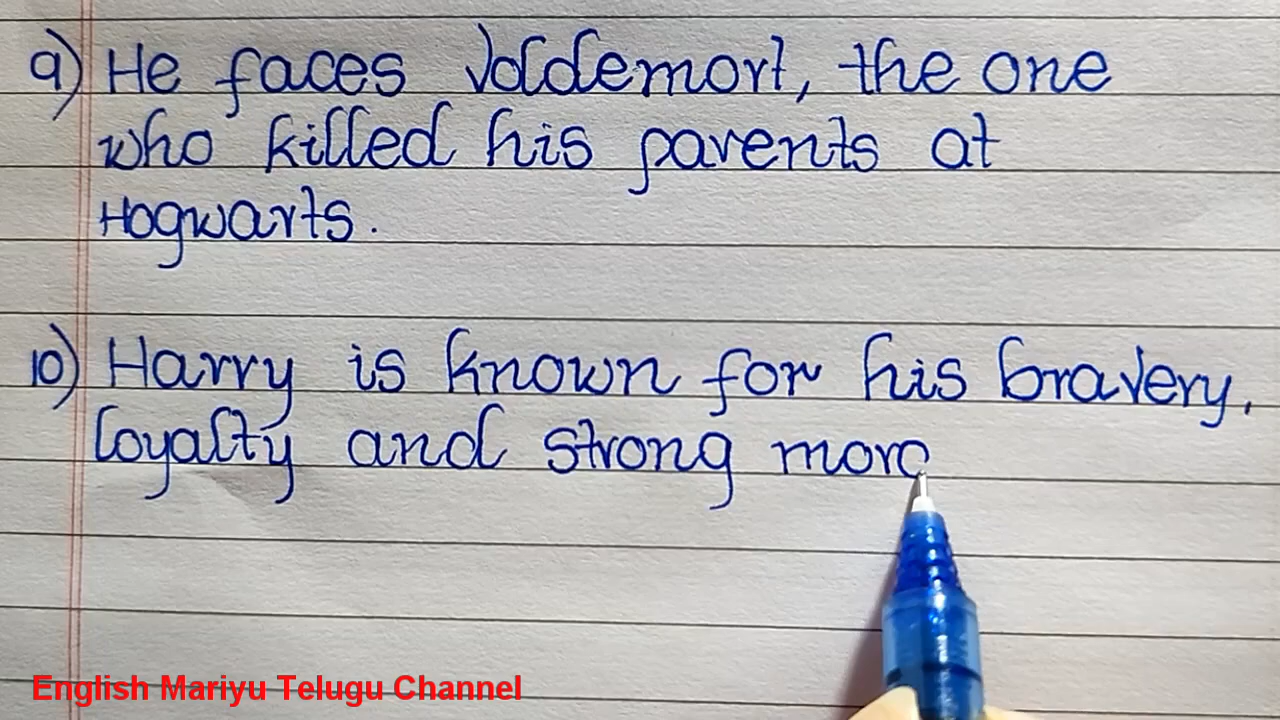 9) He faces Voldemort, the one
who killed his parents at
Hogwarts.
10) Harry is known for his bravery,
loyalty and strong mora
English Mariyu Telugu Channel